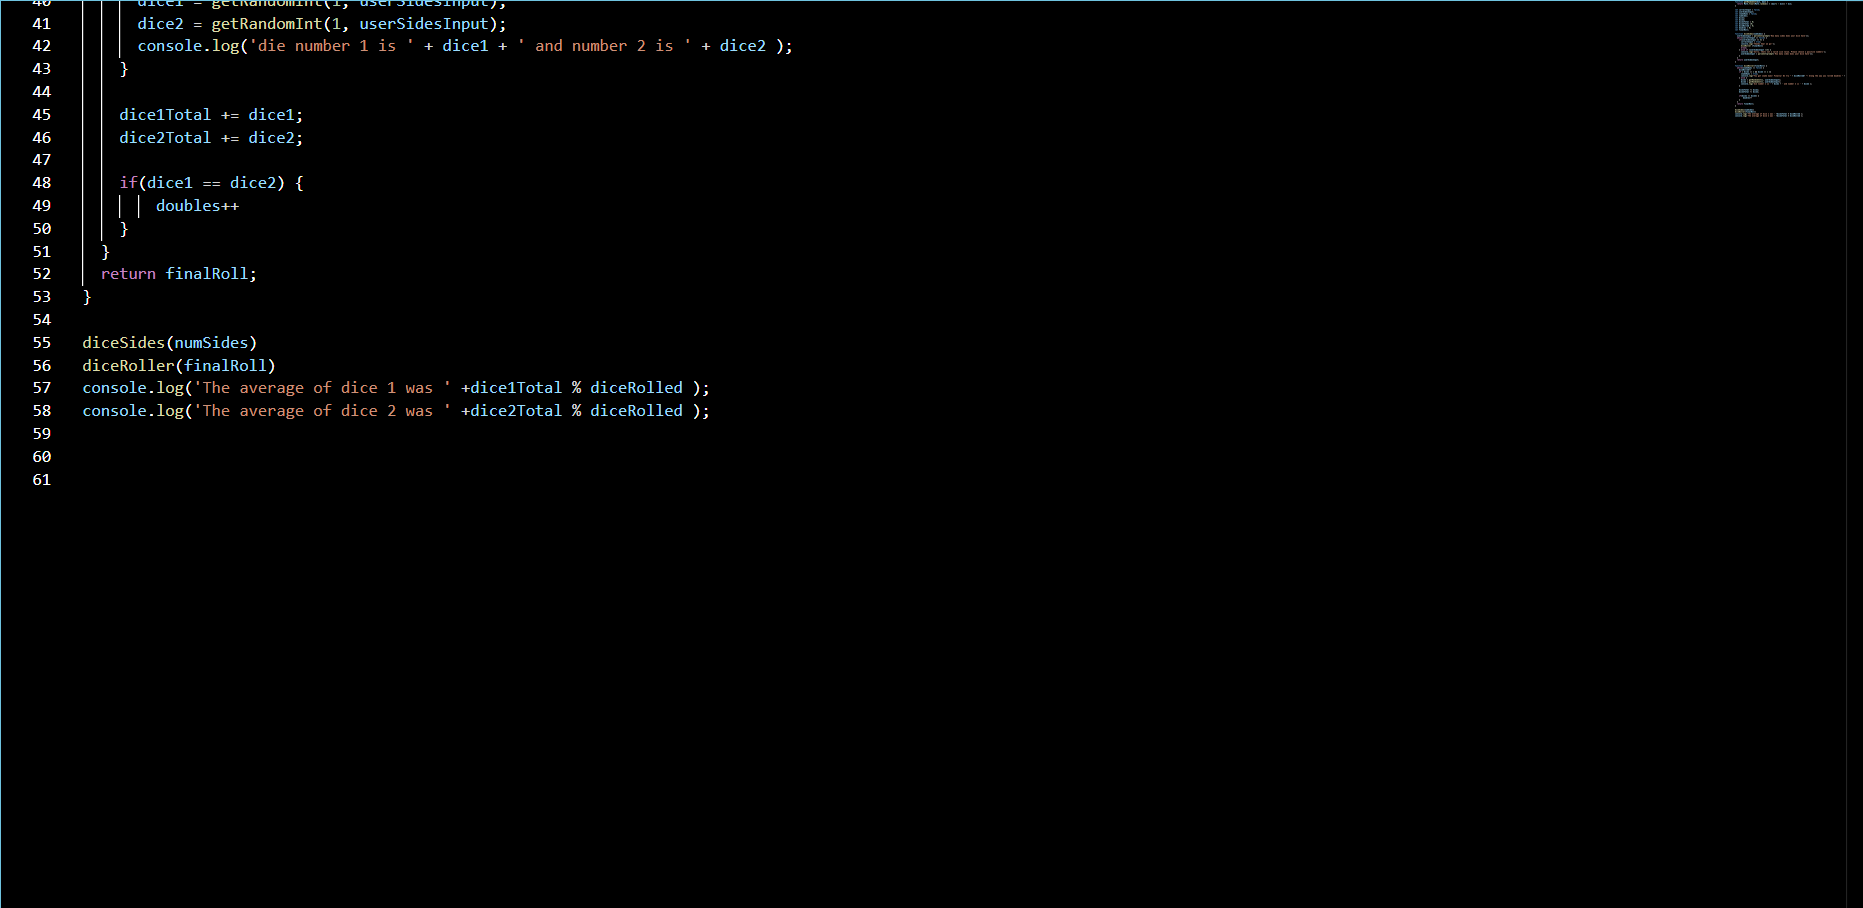 40 dice1 = getRandomInt(1, userSidesInput);
41 dice2 = getRandomInt(1, userSidesInput);
42 console.log('die number 1 is ' + dice1 + ' and number 2 is ' + dice2 );
43 }
44
45 dice1Total += dice1;
46 dice2Total += dice2;
47
48 if(dice1 == dice2) {
49 doubles++
50 }
51 }
52 return finalRoll;
53 }
54
55 diceSides(numSides)
56 diceRoller(finalRoll)
57 console.log('The average of dice 1 was ' +dice1Total % diceRolled );
58 console.log('The average of dice 2 was ' +dice2Total % diceRolled );
59
60
61